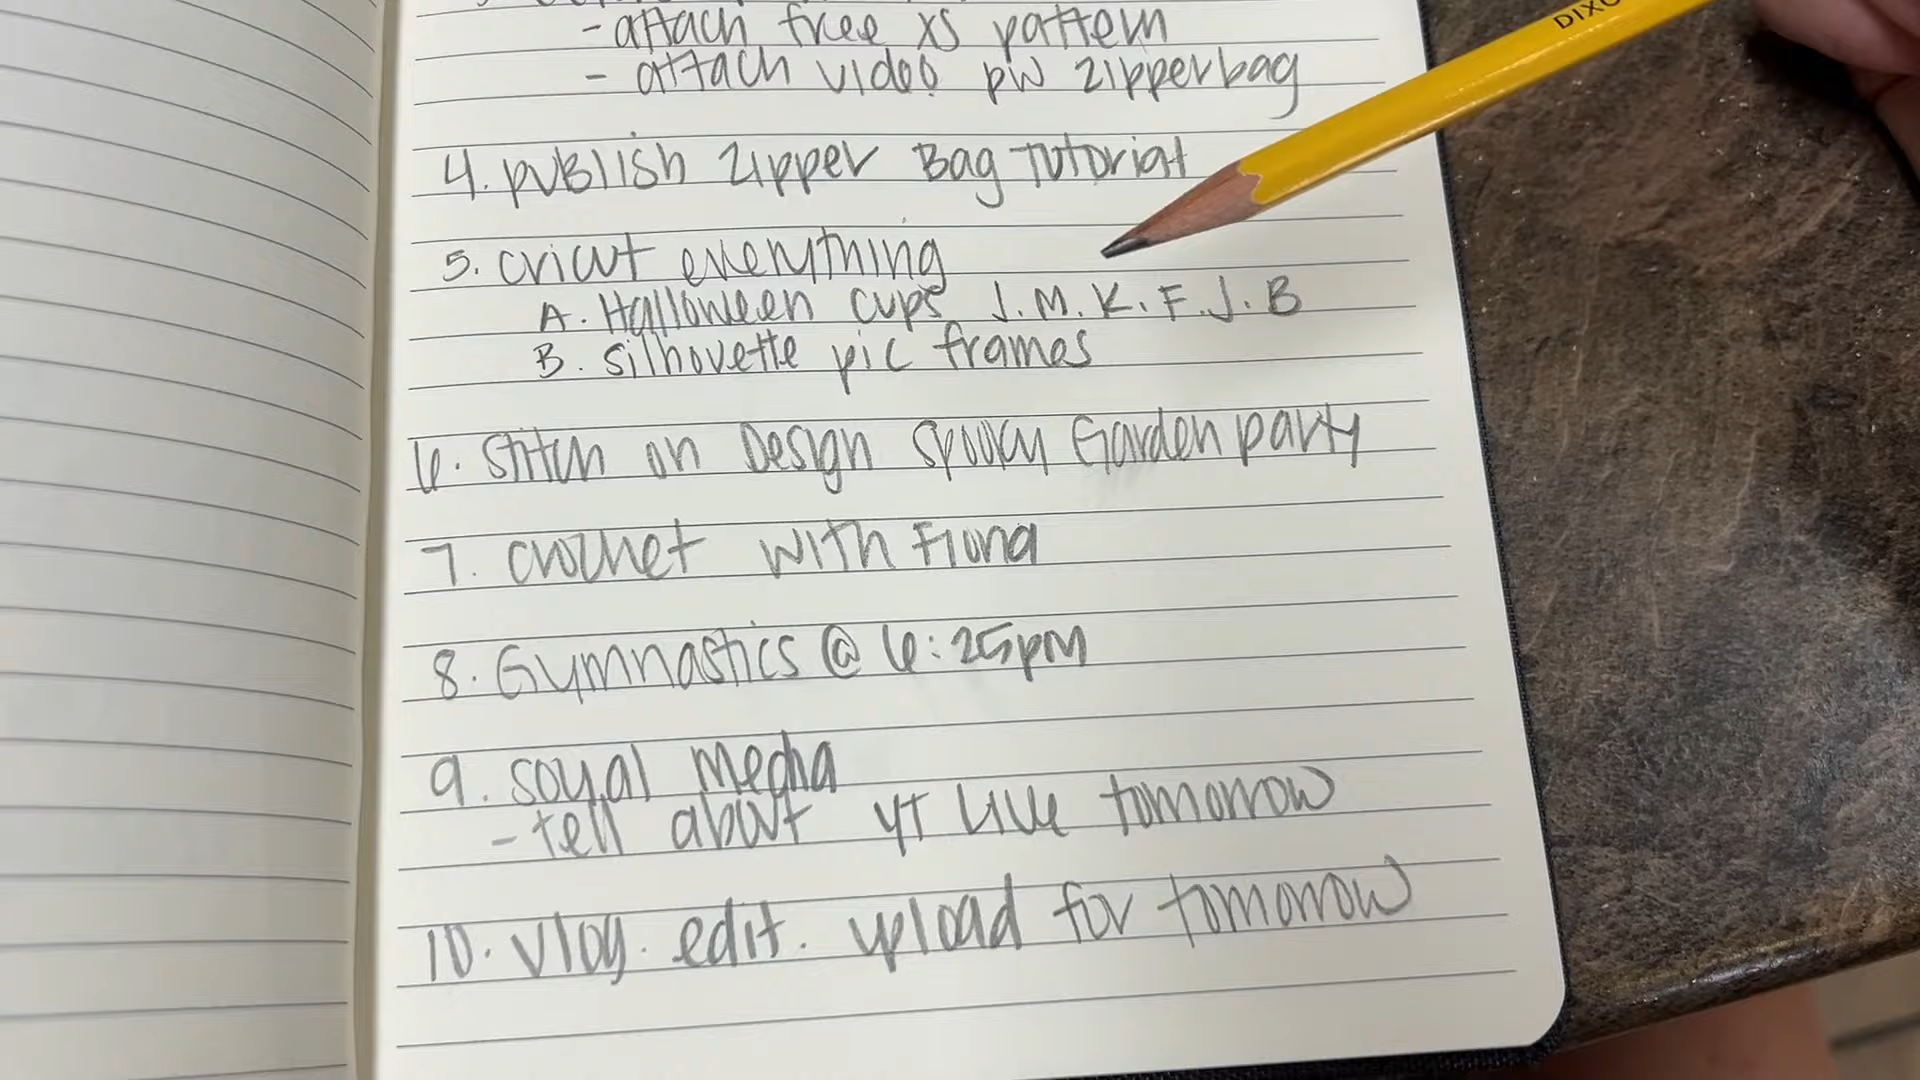 - attach free xs pattern
- attach video pw zipperbag
4. publish zipper Bag Tutorial
5. cricut everything
A. Halloween cups J. M. K. F. J. B
B. silhouette pic frames
6. stitch on Design spooky Garden party
7. crochet with Fiona
8. Gymnastics @ 6:25pm
9. social media
- tell about YT Live tomorrow
10. vlog. edit. upload for tomorrow